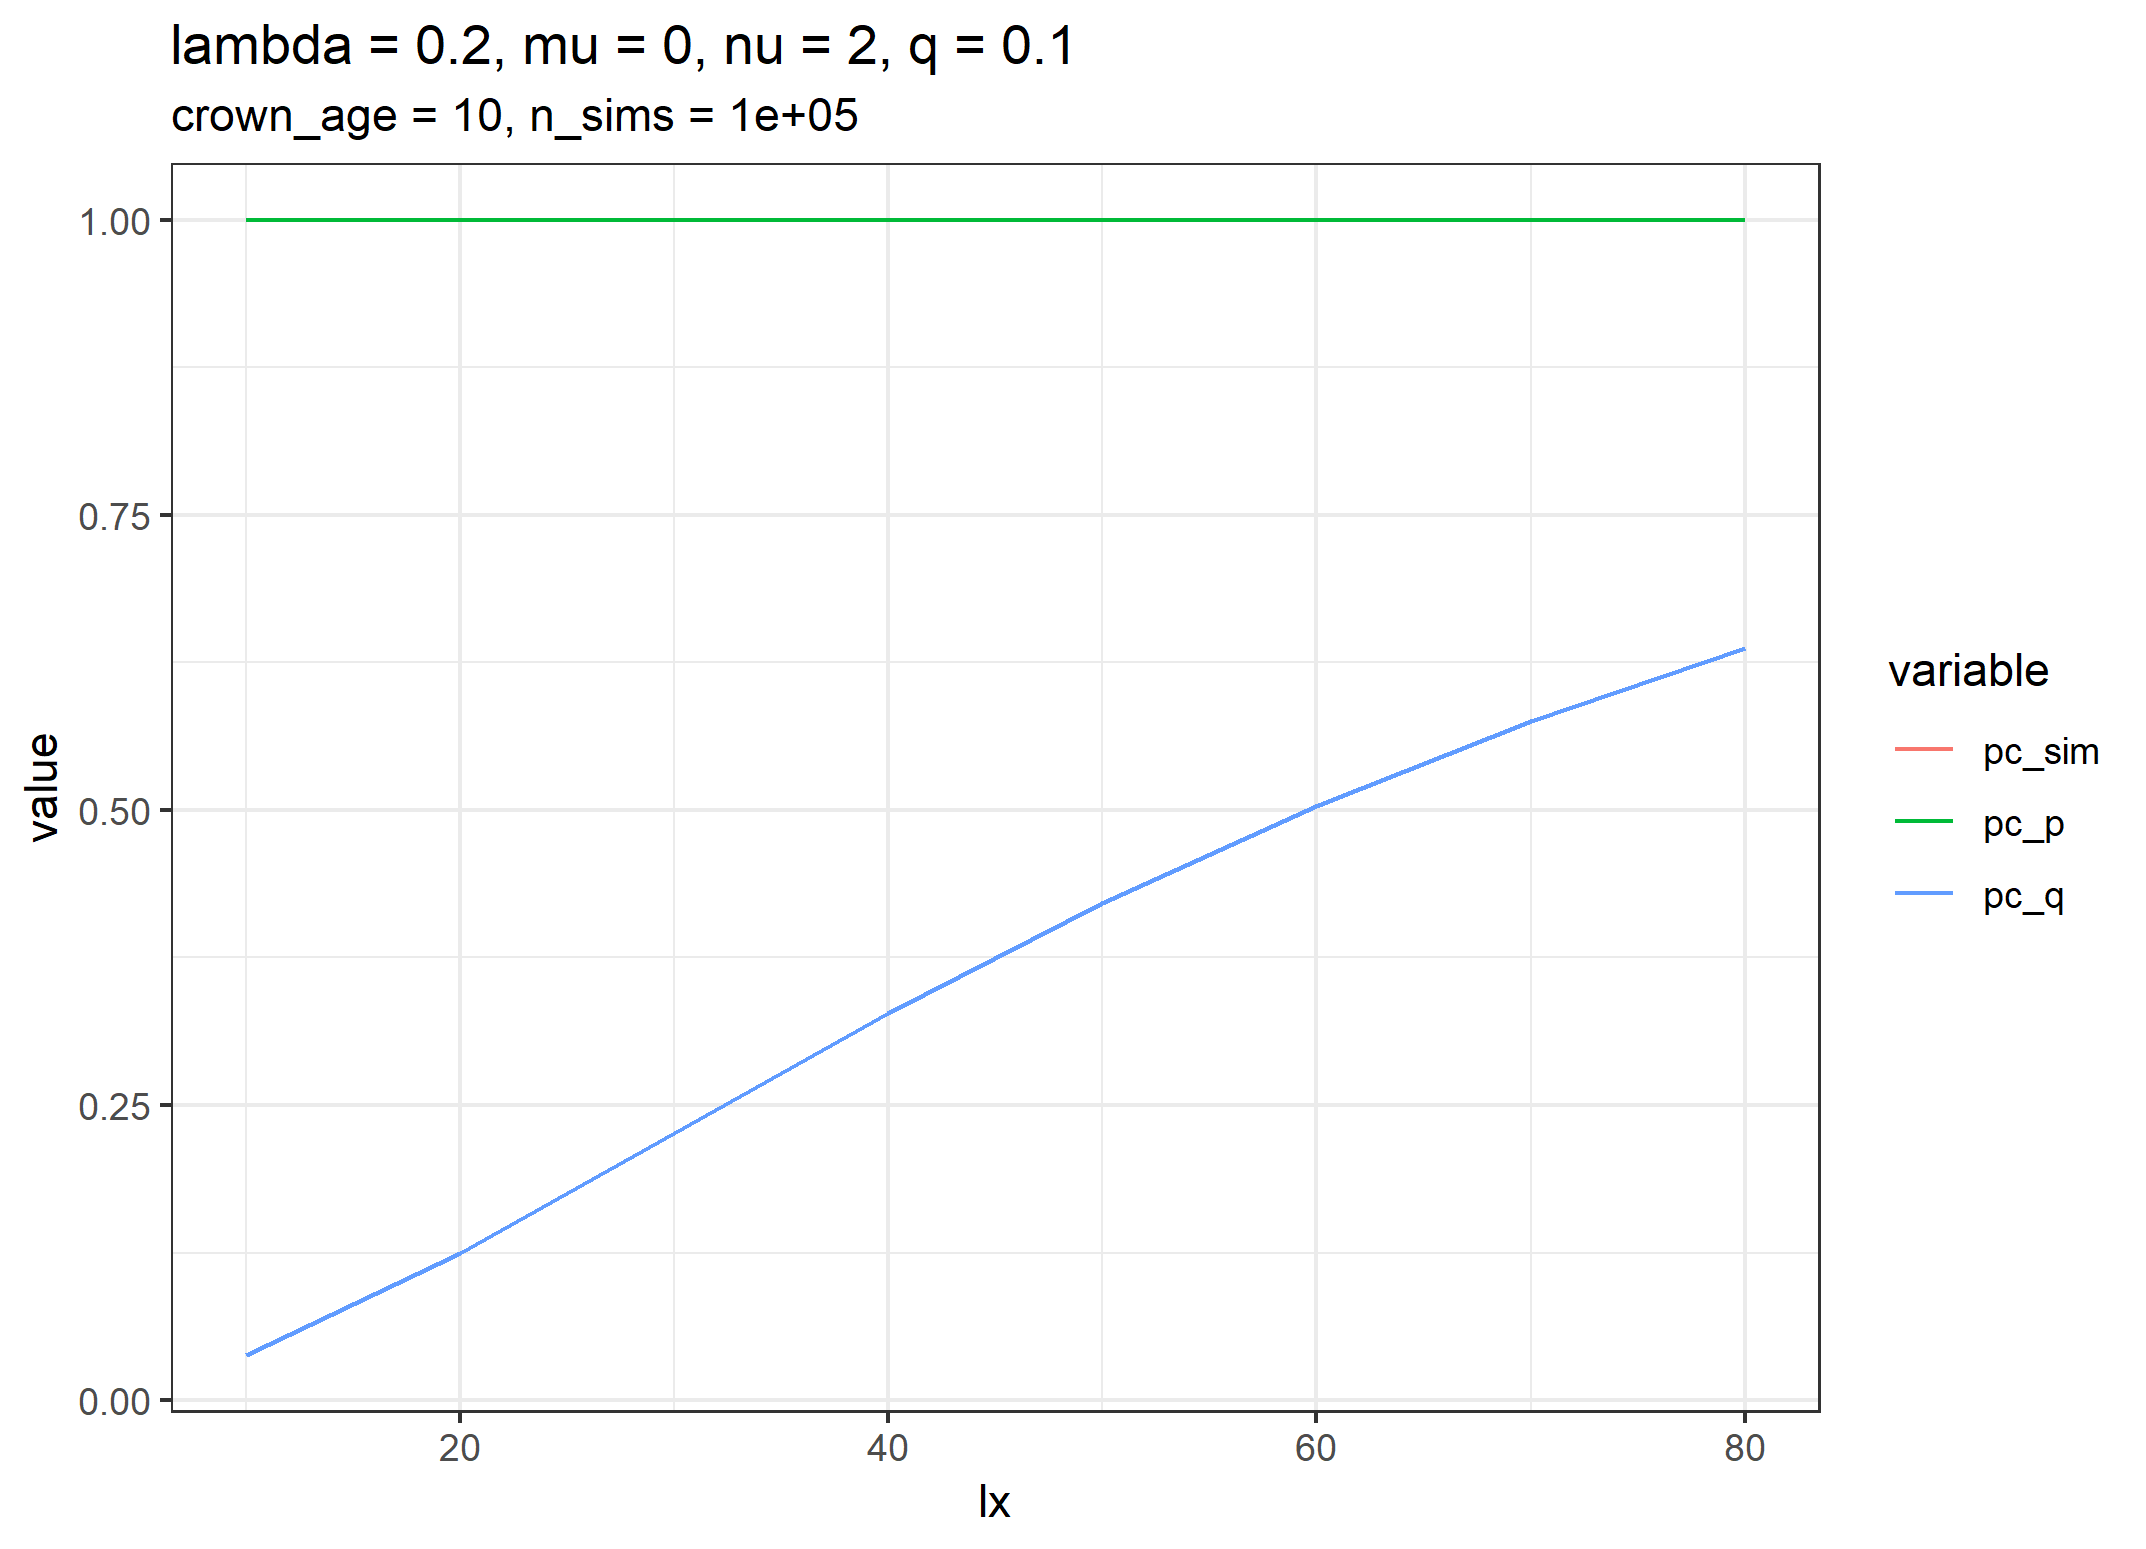 lambda = 0.2, mu = 0, nu = 2, q = 0.1
crown_age = 10, n_sims = 1e+05
1.00
0.75
0.50
0.25
0.00
value
20 40 60 80
lx
variable
pc_sim
pc_p
pc_q